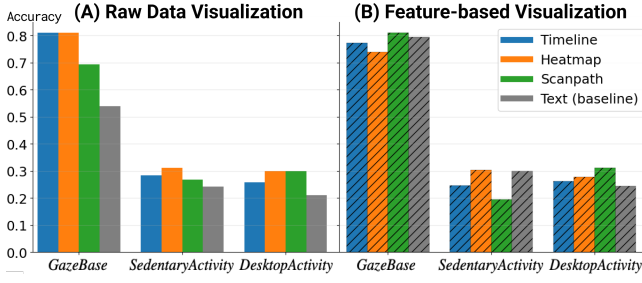 Accuracy
(A) Raw Data Visualization
(B) Feature-based Visualization
0.8
0.7
0.6
0.5
0.4
0.3
0.2
0.1
0.0
Timeline
Heatmap
Scanpath
Text (baseline)
GazeBase SedentaryActivity DesktopActivity
GazeBase SedentaryActivity DesktopActivity